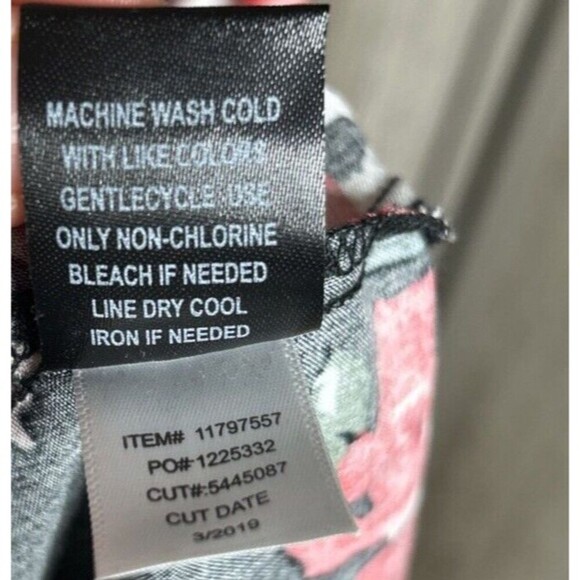 MACHINE WASH COLD
WITH LIKE COLORS
GENTLECYCLE USE
ONLY NON-CHLORINE
BLEACH IF NEEDED
LINE DRY COOL
IRON IF NEEDED
ITEM# 11797557
PO#1225332
CUT#:5445087
CUT DATE
3/2019